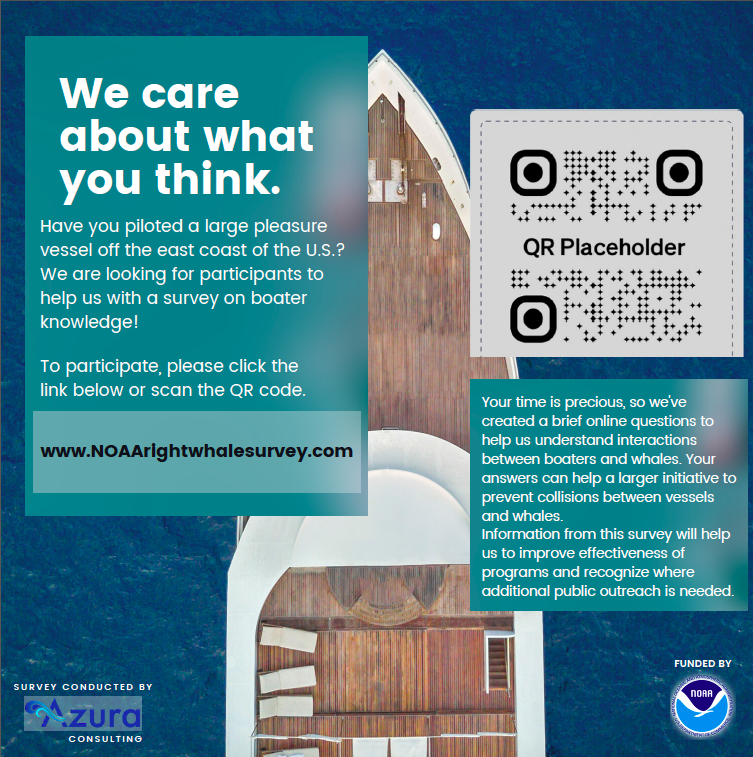 We care
about what
you think.
Have you piloted a large pleasure
vessel off the east coast of the U.S.?
We are looking for participants to
help us with a survey on boater
knowledge!
To participate, please click the
link below or scan the QR code.
www.NOAArightwhalesurvey.com
QR Placeholder
Your time is precious, so we've
created a brief online questions to
help us understand interactions
between boaters and whales. Your
answers can help a larger initiative to
prevent collisions between vessels
and whales.
Information from this survey will help
us to improve effectiveness of
programs and recognize where
additional public outreach is needed.
SURVEY CONDUCTED BY
Azura
CONSULTING
FUNDED BY
NOAA